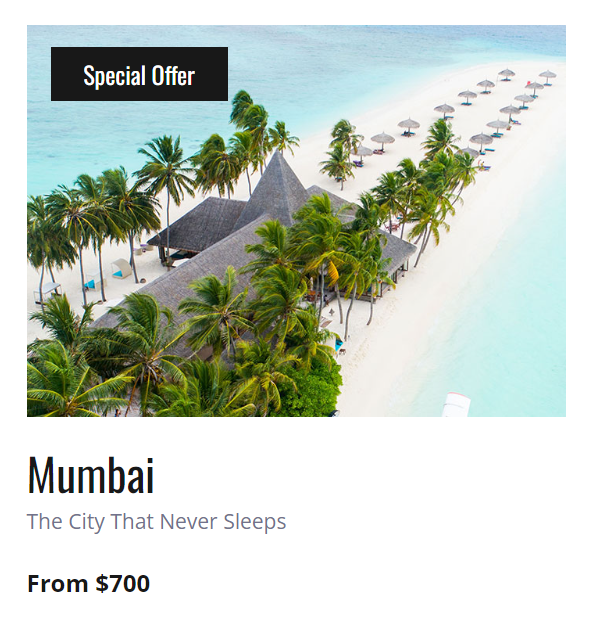 Special Offer
Mumbai
The City That Never Sleeps
From $700